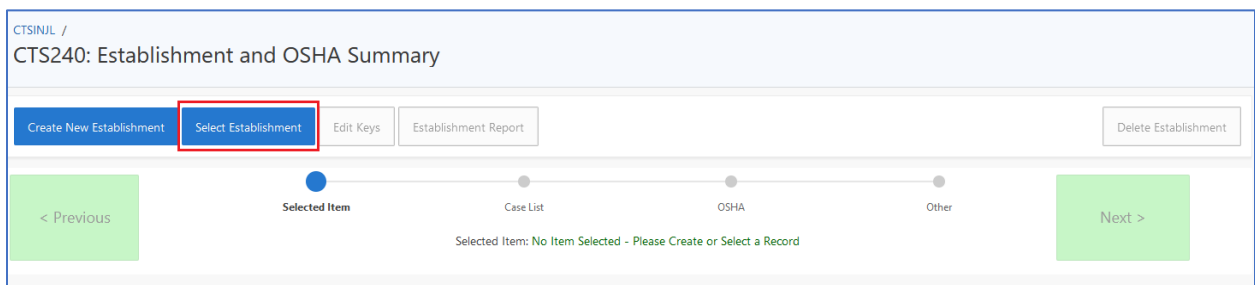 CTSINJL /
CTS240: Establishment and OSHA Summary
Create New Establishment Select Establishment Edit Keys Establishment Report Delete Establishment
< Previous
Selected Item Case List OSHA Other
Next >
Selected Item: No Item Selected - Please Create or Select a Record